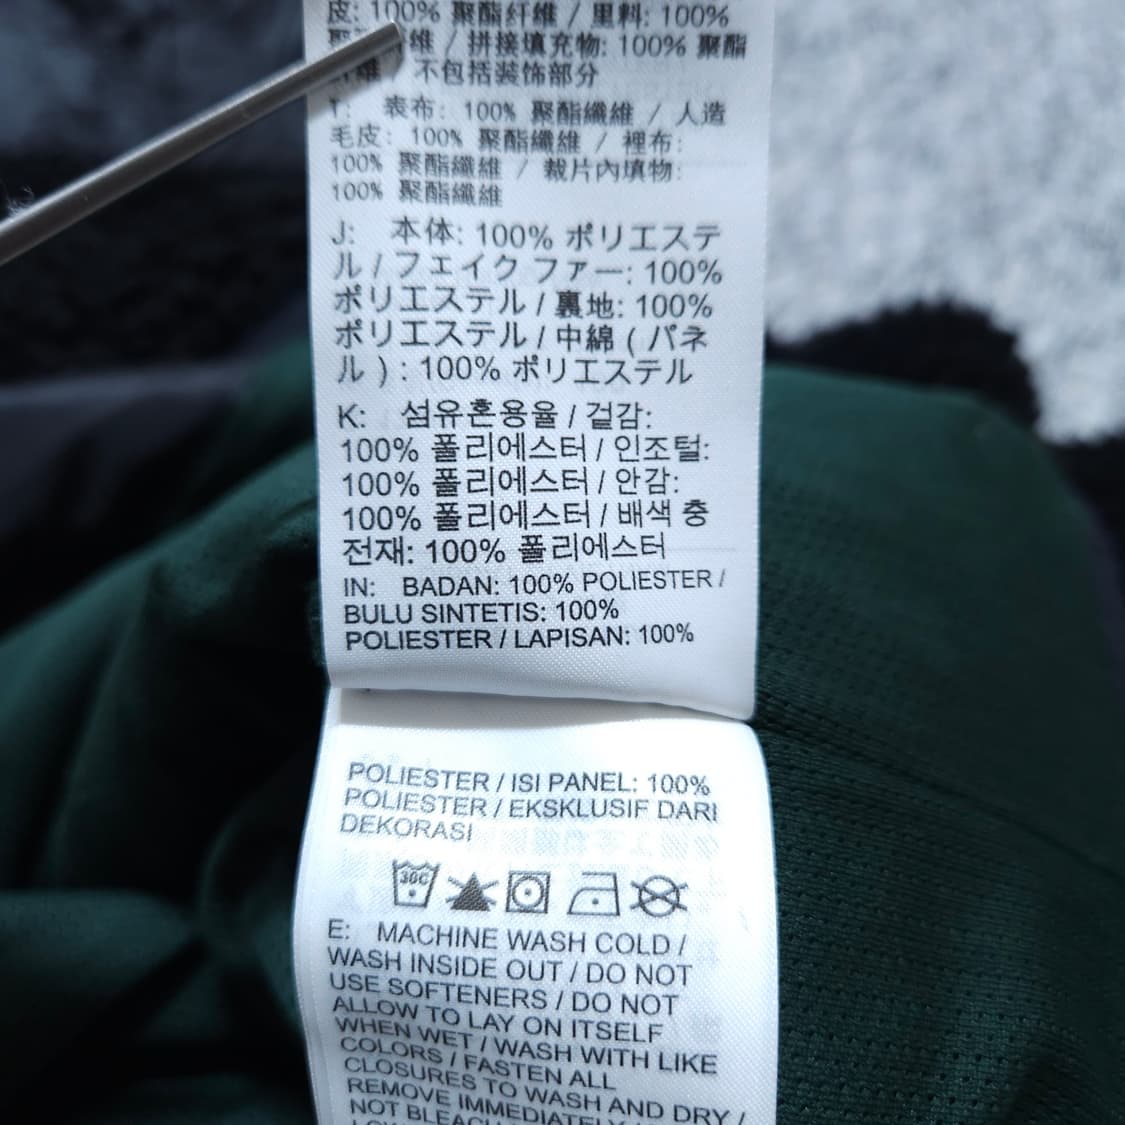 皮: 100% 聚酯纤维 / 里料: 100%
维 / 拼接填充物: 100% 聚酯
纤维 / 不包括装饰部分
T: 表布: 100% 聚酯纖維 / 人造
毛皮: 100% 聚酯纖維 / 裡布:
100% 聚酯纖維 / 裁片內填物:
100% 聚酯纖維
J: 本体: 100% ポリエステ
ル / フェイク ファー: 100%
ポリエステル / 裏地: 100%
ポリエステル / 中綿 ( パネ
ル ) : 100% ポリエステル
K: 섬유혼용율 / 겉감:
100% 폴리에스터 / 인조털:
100% 폴리에스터 / 안감:
100% 폴리에스터 / 배색 충
전재: 100% 폴리에스터
IN: BADAN: 100% POLIESTER /
BULU SINTETIS: 100%
POLIESTER / LAPISAN: 100%
POLIESTER / ISI PANEL: 100%
POLIESTER / EKSKLUSIF DARI
DEKORASI
30C
E: MACHINE WASH COLD /
WASH INSIDE OUT / DO NOT
USE SOFTENERS / DO NOT
ALLOW TO LAY ON ITSELF
WHEN WET / WASH WITH LIKE
COLORS / FASTEN ALL
CLOSURES TO WASH AND DRY /
REMOVE IMMEDIATELY /
NOT BLEACH